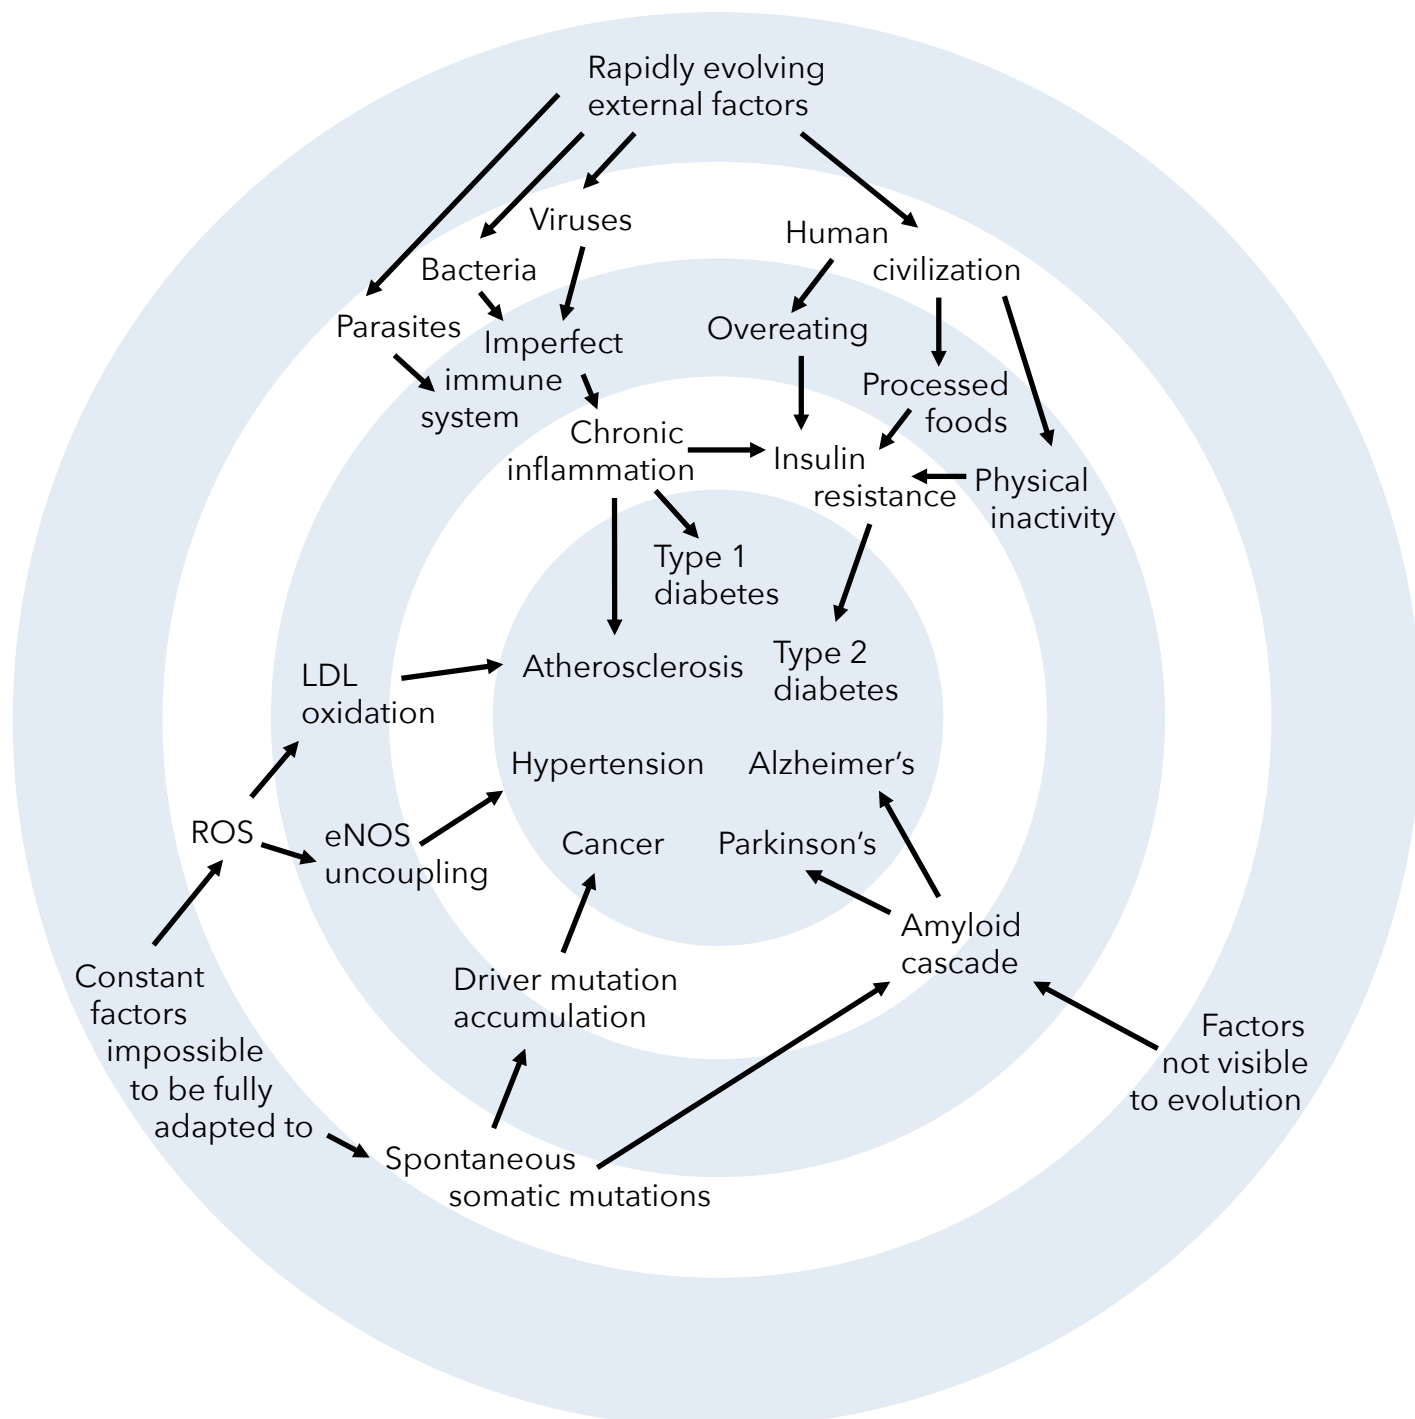 Rapidly evolving
external factors
Viruses
Bacteria
Parasites
Imperfect
immune
system
Human
civilization
Overeating
Processed
foods
Physical
inactivity
Chronic
inflammation
Insulin
resistance
Type 1
diabetes
Type 2
diabetes
Atherosclerosis
LDL
oxidation
Hypertension
Alzheimer's
ROS
eNOS
uncoupling
Cancer
Parkinson's
Amyloid
cascade
Constant
factors
impossible
to be fully
adapted to
Driver mutation
accumulation
Factors
not visible
to evolution
Spontaneous
somatic mutations